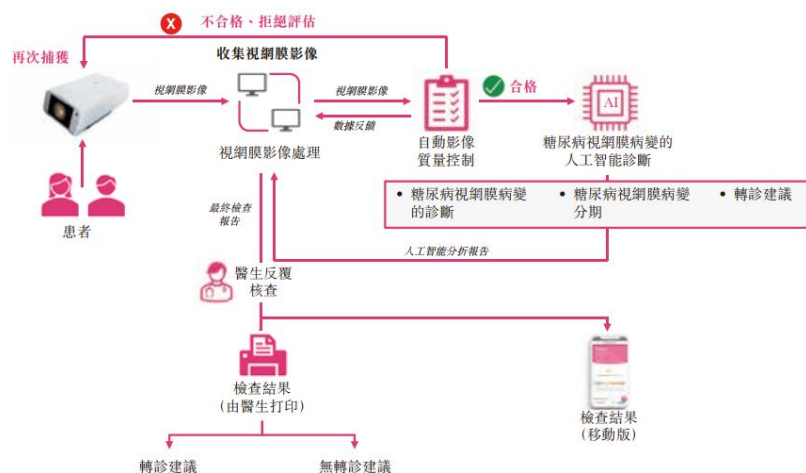 X 不合格、拒絕評估
再次捕獲
收集視網膜影像
視網膜影像
視網膜影像
數據反饋
合格
AI
視網膜影像處理
自動影像
質量控制
糖尿病視網膜病變的
人工智能診斷
患者
• 糖尿病視網膜病變
的診斷
• 糖尿病視網膜病變
分期
• 轉診建議
最終檢查
報告
人工智能分折報告
醫生反覆
核查
檢查結果
(由醫生打印)
檢查結果
(移動版)
轉診建議
無轉診建議